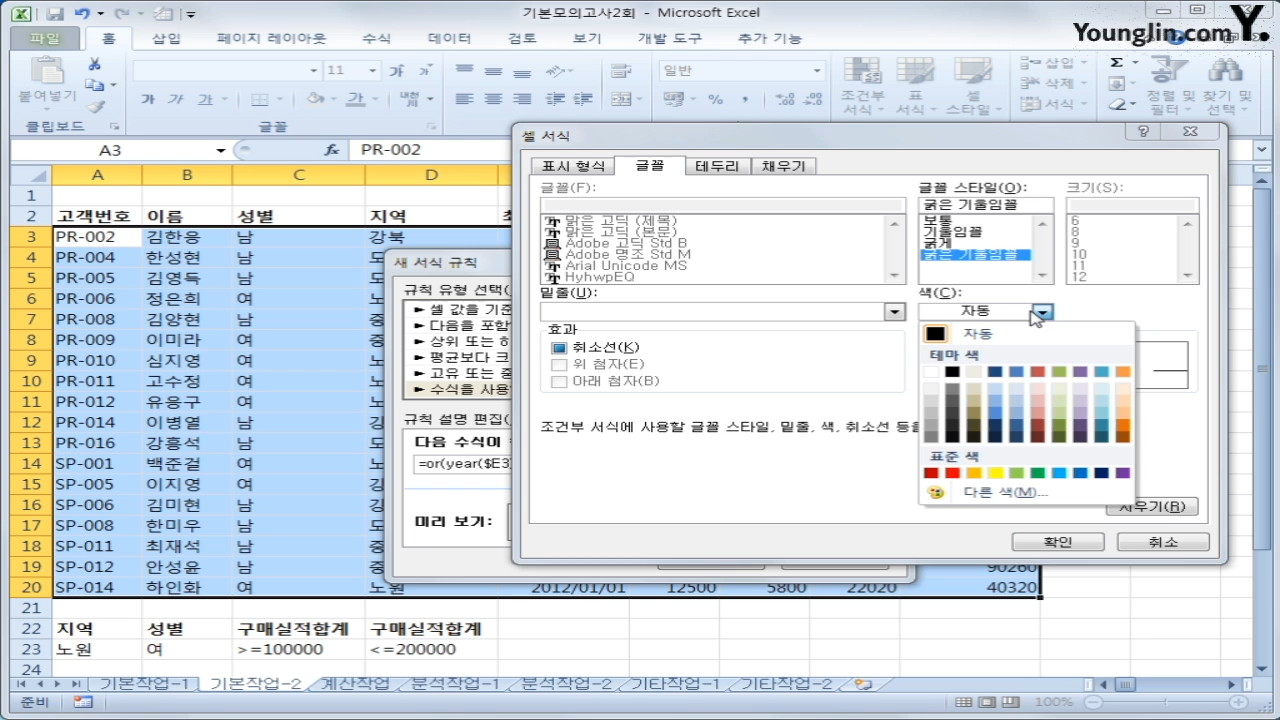 기본모의고사2회 - Microsoft Excel
Younglin.com Y.
파일 홈 삽입 페이지 레이아웃 수식 데이터 검토 보기 개발 도구 추가 기능
붙여넣기
클립보드
11 가 가
가 가 가
글꼴
일반
% ,
조건부 서식 표 서식 셀 스타일
삽입
삭제
서식
Σ
정렬 및 필터 찾기 및 선택
A3 fx PR-002
A B C D
1
2 고객번호 이름 성별 지역
3 PR-002 김한응 남 강북
4 PR-004 한성현 남
5 PR-005 김영득 남
6 PR-006 정은희 여
7 PR-008 김양현 남
8 PR-009 이미라 여
9 PR-010 심지영 여
10 PR-011 고수정 여
11 PR-012 유응구 남
12 PR-014 이병열 남
13 PR-016 강흥석 남
14 SP-001 백준걸 여
15 SP-005 이지영 여
16 SP-006 김미현 여
17 SP-008 한미우 남
18 SP-011 최재석 남
19 SP-012 안성윤 남 90260
20 SP-014 하인화 여 노원 2012/01/01 12500 5800 22020 40320
21
22 지역 성별 구매실적합계 구매실적합계
23 노원 여 >=100000 <=200000
24
새 서식 규칙
규칙 유형 선택(
► 셀 값을 기준
► 다음을 포함
► 상위 또는 하
► 평균보다 크
► 고유 또는 중
► 수식을 사용
규칙 설명 편집(
다음 수식이
=or(year($E3)
미리 보기:
셀 서식
표시 형식 글꼴 테두리 채우기
글꼴(F):
맑은 고딕 (제목)
맑은 고딕 (본문)
Adobe 고딕 Std B
Adobe 명조 Std M
Arial Unicode MS
HyhwpEQ
글꼴 스타일(O):
굵은 기울임꼴
보통
기울임꼴
굵게
굵은 기울임꼴
크기(S):
6
8
9
10
11
12
밑줄(U):
색(C):
자동
효과
취소선(K)
위 첨자(E)
아래 첨자(B)
자동
테마 색
표준 색
다른 색(M)...
조건부 서식에 사용할 글꼴 스타일, 밑줄, 색, 취소선 등을
지우기(R)
확인 취소
기본작업-1 기본작업-2 계산작업 분석작업-1 분석작업-2 기타작업-1 기타작업-2
준비 100%